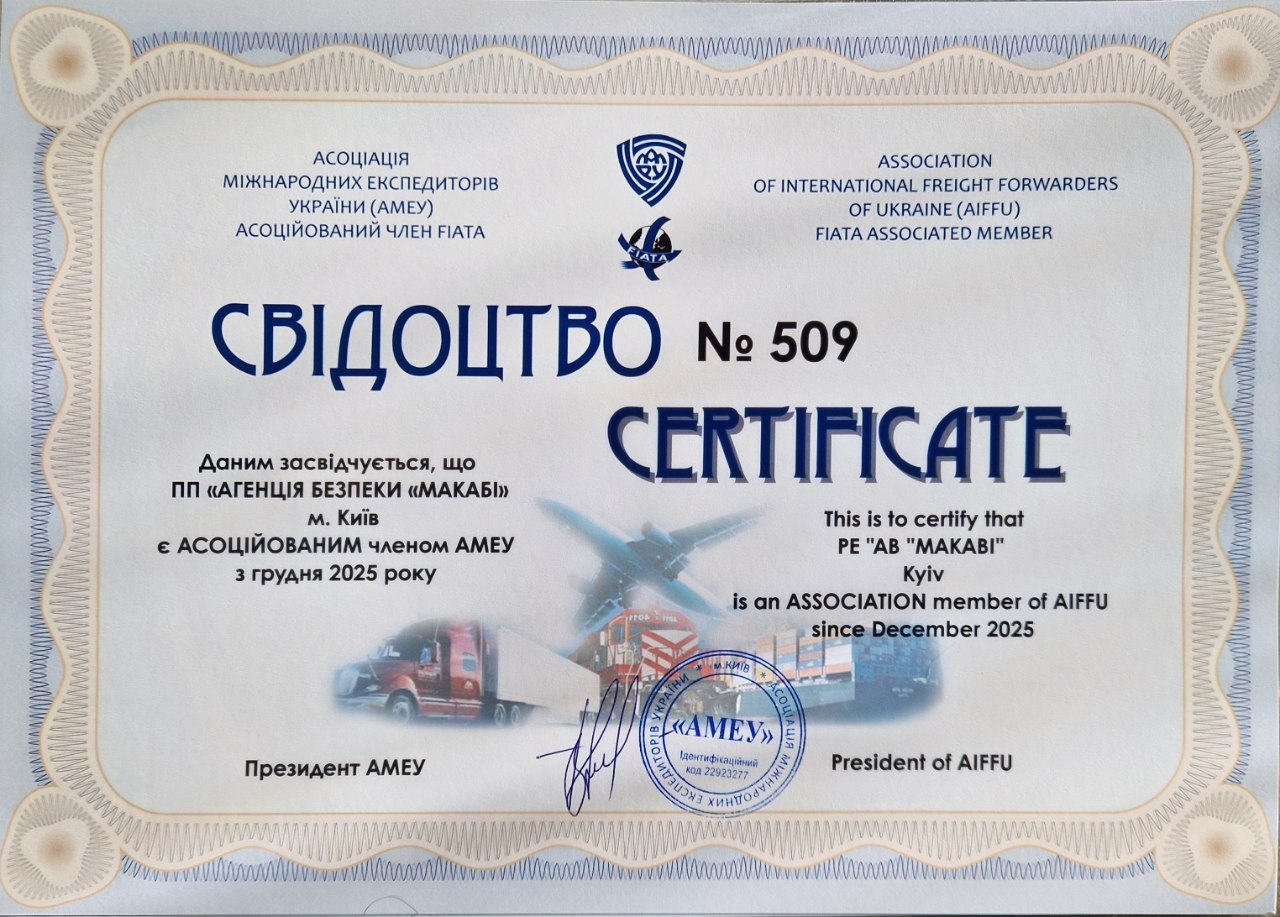 АСОЦІАЦІЯ
МІЖНАРОДНИХ ЕКСПЕДИТОРІВ
УКРАЇНИ (АМЕУ)
АСОЦІЙОВАНИЙ ЧЛЕН FIATA
FIATA
ASSOCIATION
OF INTERNATIONAL FREIGHT FORWARDERS
OF UKRAINE (AIFFU)
FIATA ASSOCIATED MEMBER
СВІДОЦТВО № 509
CERTIFICATE
Даним засвідчується, що
ПП «АГЕНЦІЯ БЕЗПЕКИ «МАКАБІ»
м. Київ
є АСОЦІЙОВАНИМ членом АМЕУ
з грудня 2025 року
This is to certify that
PE "AB "MAKABI"
Kyiv
is an ASSOCIATION member of AIFFU
since December 2025
Президент АМЕУ
* м.КИЇВ * АСОЦІАЦІЯ МІЖНАРОДНИХ ЕКСПЕДИТОРІВ УКРАЇНИ
«АМЕУ»
Ідентифікаційний
код 22923277
President of AIFFU